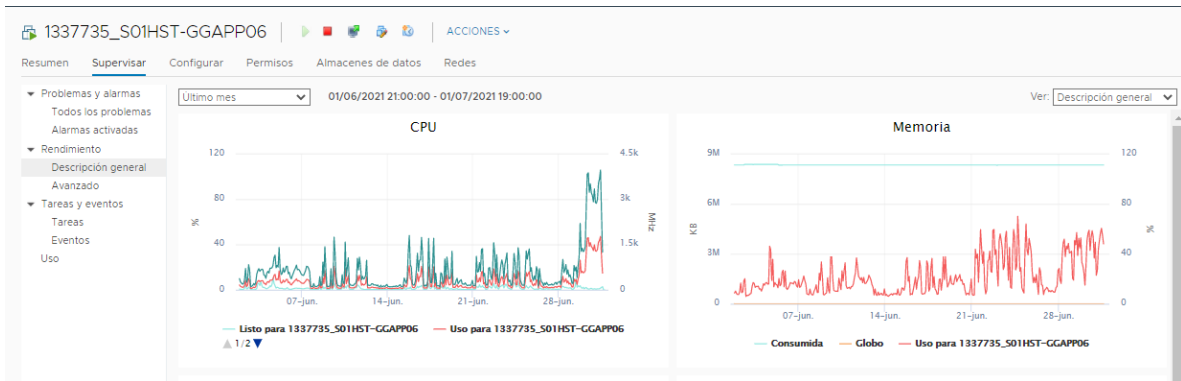 1337735_S01HST-GGAPP06 ACCIONES
Resumen Supervisar Configurar Permisos Almacenes de datos Redes
Problemas y alarmas
Todos los problemas
Alarmas activadas
Rendimiento
Descripción general
Avanzado
Tareas y eventos
Tareas
Eventos
Uso
Último mes 01/06/2021 21:00:00 - 01/07/2021 19:00:00 Ver: Descripción general
CPU
120 4.5k
80 3k
40 1.5k
0 0
% MHz
07-jun. 14-jun. 21-jun. 28-jun.
Listo para 1337735_S01HST-GGAPP06 Uso para 1337735_S01HST-GGAPP06
1/2
Memoria
9M 120
6M 80
3M 40
0 0
KB %
07-jun. 14-jun. 21-jun. 28-jun.
Consumida Globo Uso para 1337735_S01HST-GGAPP06